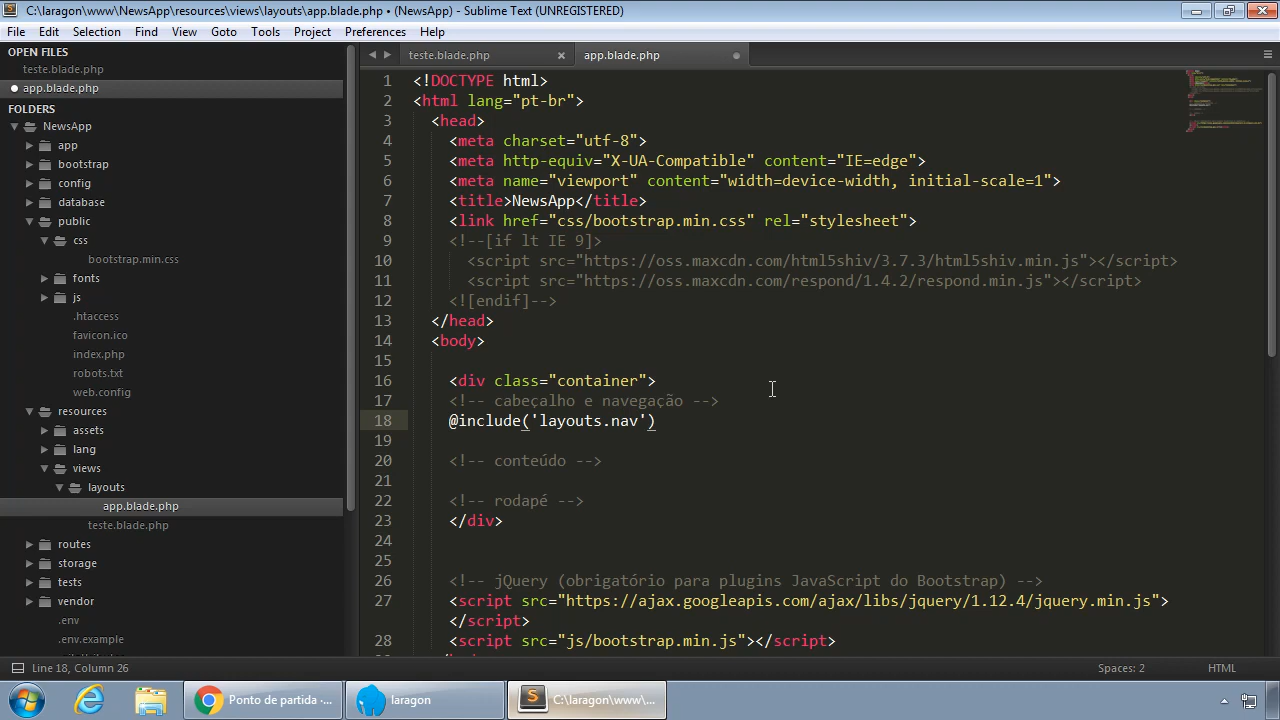 C:\laragon\www\NewsApp\resources\views\layouts\app.blade.php • (NewsApp) - Sublime Text (UNREGISTERED)
File Edit Selection Find View Goto Tools Project Preferences Help
OPEN FILES
teste.blade.php
app.blade.php
FOLDERS
NewsApp
app
bootstrap
config
database
public
css
bootstrap.min.css
fonts
js
.htaccess
favicon.ico
index.php
robots.txt
web.config
resources
assets
lang
views
layouts
app.blade.php
teste.blade.php
routes
storage
tests
vendor
.env
.env.example
teste.blade.php × app.blade.php
1 <!DOCTYPE html>
2 <html lang="pt-br">
3 <head>
4 <meta charset="utf-8">
5 <meta http-equiv="X-UA-Compatible" content="IE=edge">
6 <meta name="viewport" content="width=device-width, initial-scale=1">
7 <title>NewsApp</title>
8 <link href="css/bootstrap.min.css" rel="stylesheet">
9 <!--[if lt IE 9]>
10 <script src="https://oss.maxcdn.com/html5shiv/3.7.3/html5shiv.min.js"></script>
11 <script src="https://oss.maxcdn.com/respond/1.4.2/respond.min.js"></script>
12 <![endif]-->
13 </head>
14 <body>
15
16 <div class="container">
17 <!-- cabeçalho e navegação -->
18 @include('layouts.nav')
19
20 <!-- conteúdo -->
21
22 <!-- rodapé -->
23 </div>
24
25
26 <!-- jQuery (obrigatório para plugins JavaScript do Bootstrap) -->
27 <script src="https://ajax.googleapis.com/ajax/libs/jquery/1.12.4/jquery.min.js">
</script>
28 <script src="js/bootstrap.min.js"></script>
Line 18, Column 26 Spaces: 2 HTML
Ponto de partida ·... laragon C:\laragon\www\...